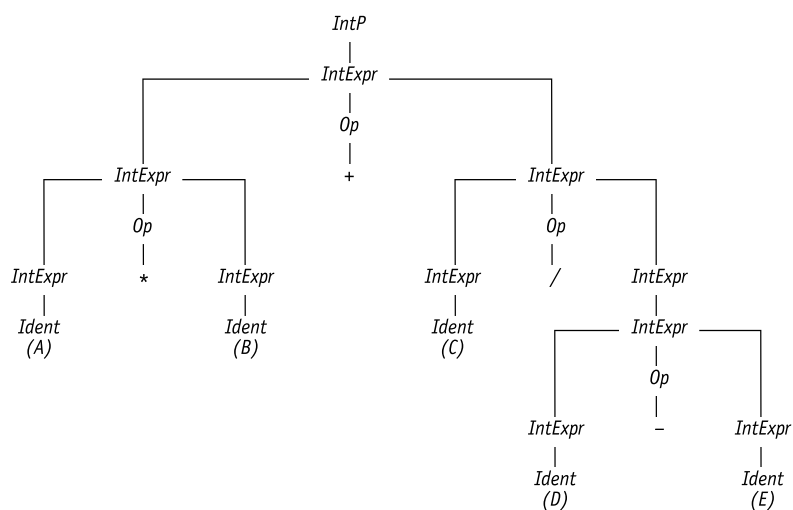 IntP
IntExpr
Op
IntExpr + IntExpr
Op Op
IntExpr * IntExpr IntExpr / IntExpr
Ident Ident Ident IntExpr
(A) (B) (C)
Op
IntExpr – IntExpr
Ident Ident
(D) (E)